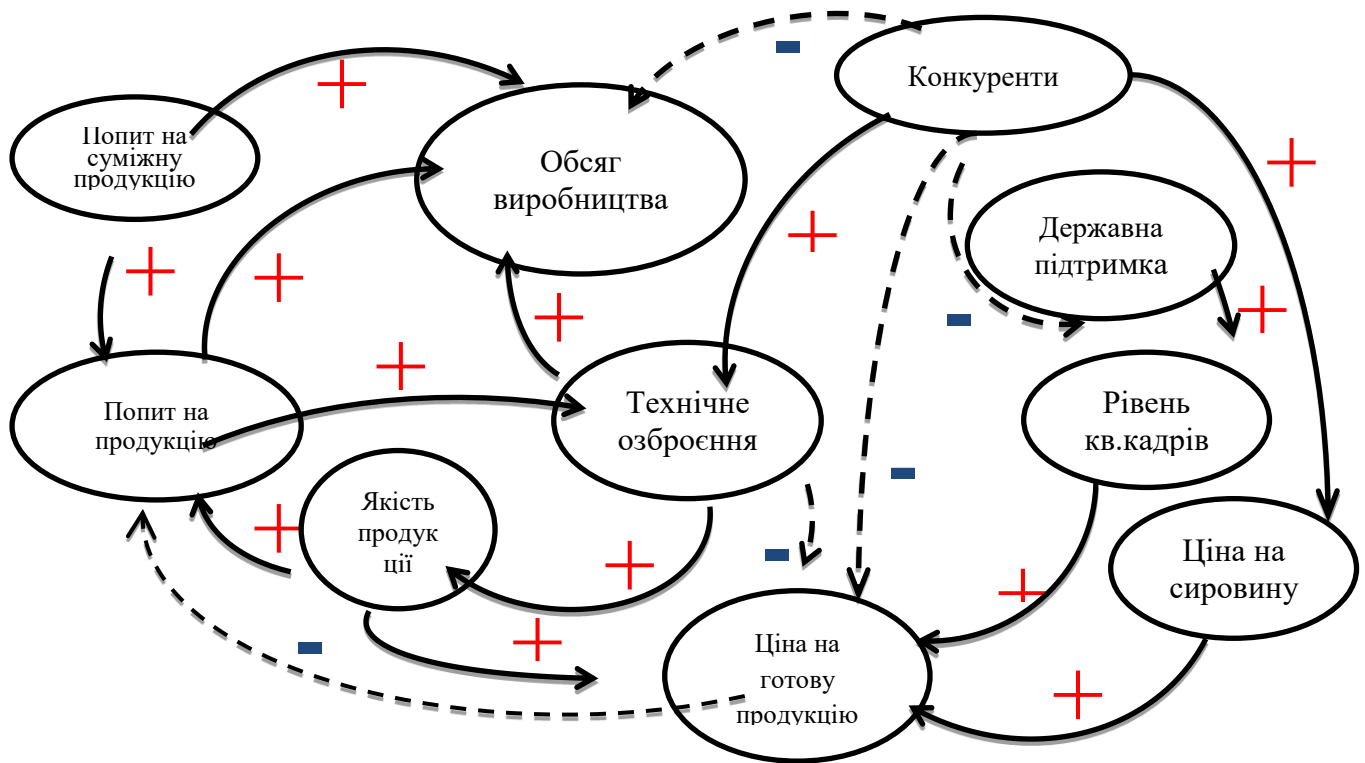 Конкуренти
Попит на
суміжну
продукцію
Обсяг
виробництва
Державна
підтримка
Попит на
продукцію
Технічне
озброєння
Рівень
кв.кадрів
Якість
продук
ції
Ціна на
сировину
Ціна на
готову
продукцію